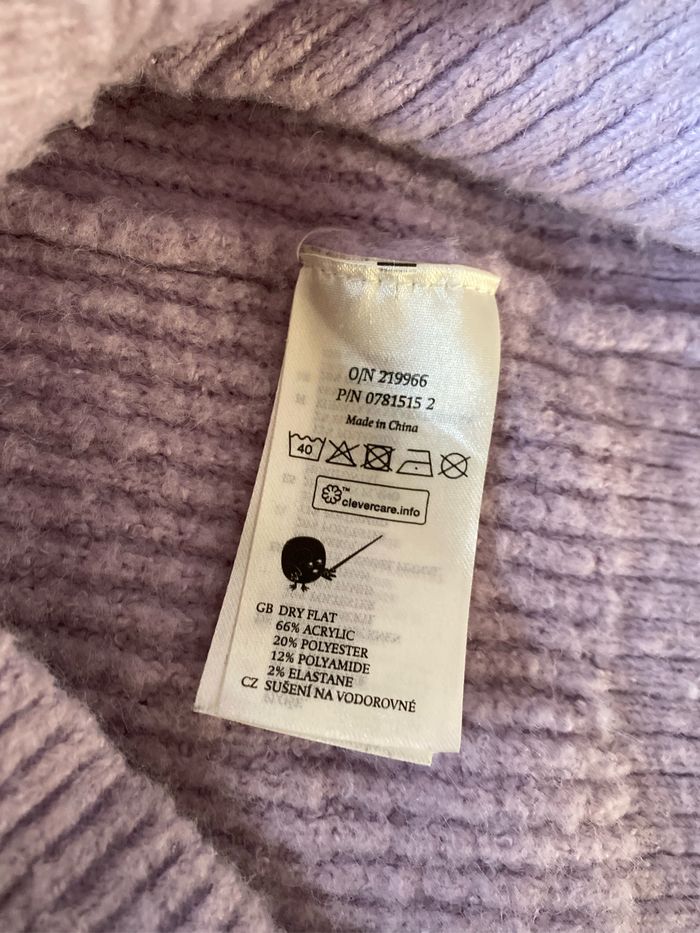 O/N 219966
P/N 0781515 2
Made in China
40
clevercare.info™
GB DRY FLAT
66% ACRYLIC
20% POLYESTER
12% POLYAMIDE
2% ELASTANE
CZ SUŠENÍ NA VODOROVNÉ